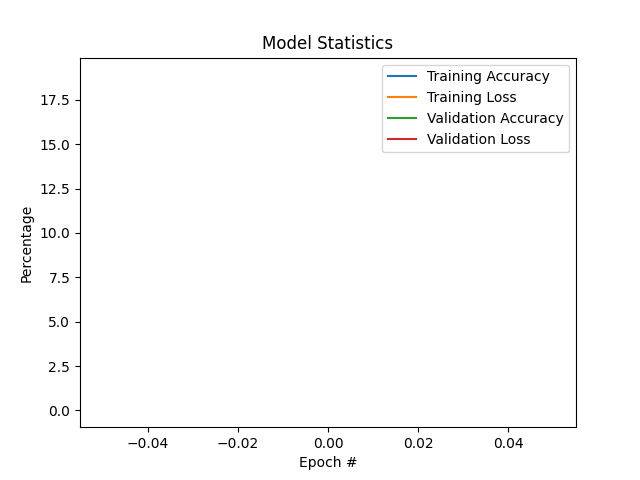 Model Statistics
Training Accuracy
Training Loss
Validation Accuracy
Validation Loss
17.5
15.0
12.5
10.0
7.5
5.0
2.5
0.0
Percentage
−0.04 −0.02 0.00 0.02 0.04
Epoch #